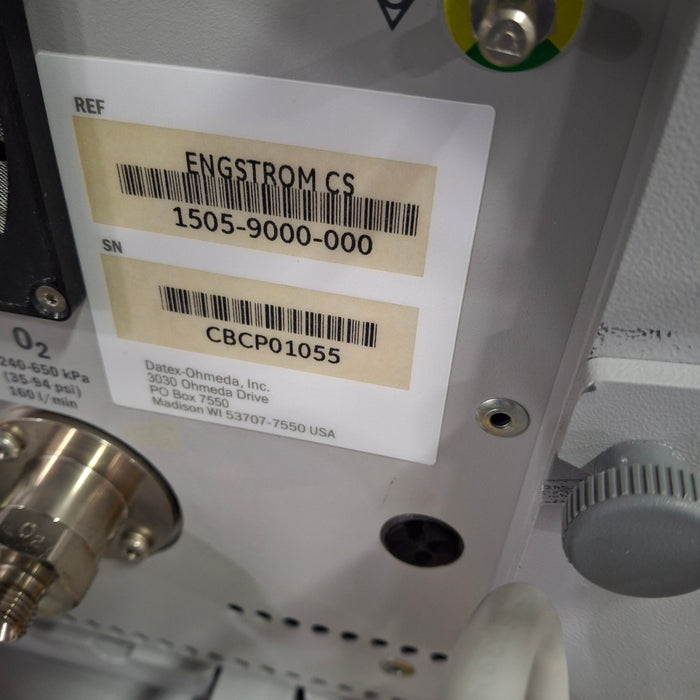 REF
ENGSTROM CS
1505-9000-000
SN
CBCP01055
Datex-Ohmeda, Inc.
3030 Ohmeda Drive
PO Box 7550
Madison WI 53707-7550 USA
O2
240-650 kPa
(35-94 psi)
160 l/min
O2